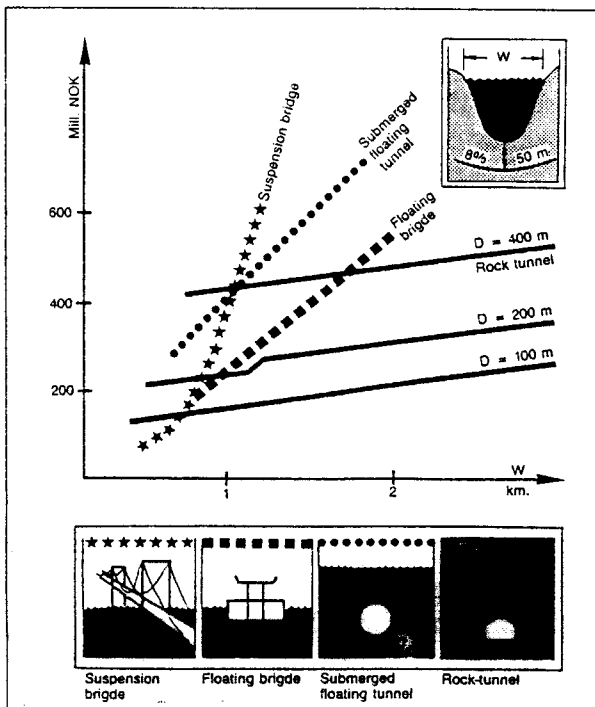 Mill. NOK
600
400
200
Suspension bridge
Submerged
floating
tunnel
Floating
brigde
W
8%
50 m.
D = 400 m
Rock tunnel
D = 200 m
D = 100 m
1
2
W
km.
Suspension
brigde
Floating brigde
Submerged
floating tunnel
Rock-tunnel